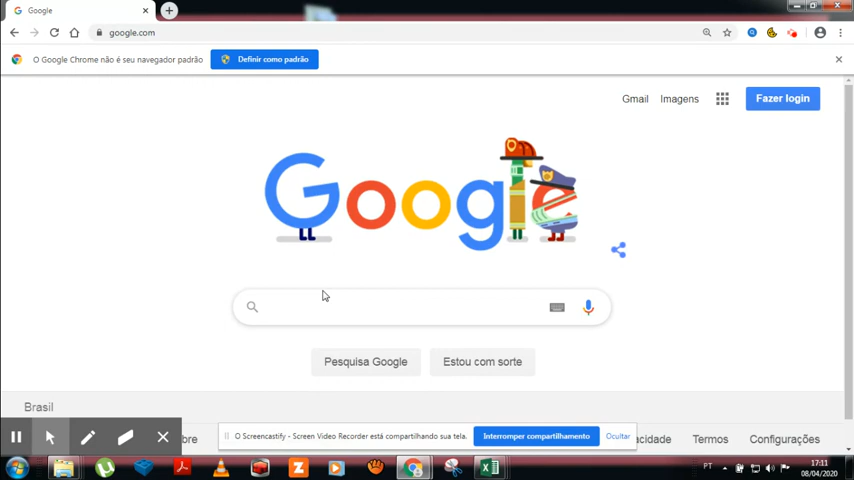 Google
google.com
O Google Chrome não é seu navegador padrão
Definir como padrão
Gmail
Imagens
Fazer login
Google
Pesquisa Google
Estou com sorte
Brasil
bre
O Screencastify - Screen Video Recorder está compartilhando sua tela.
Interromper compartilhamento
Ocultar
acidade
Termos
Configurações
PT
17:11
08/04/2020